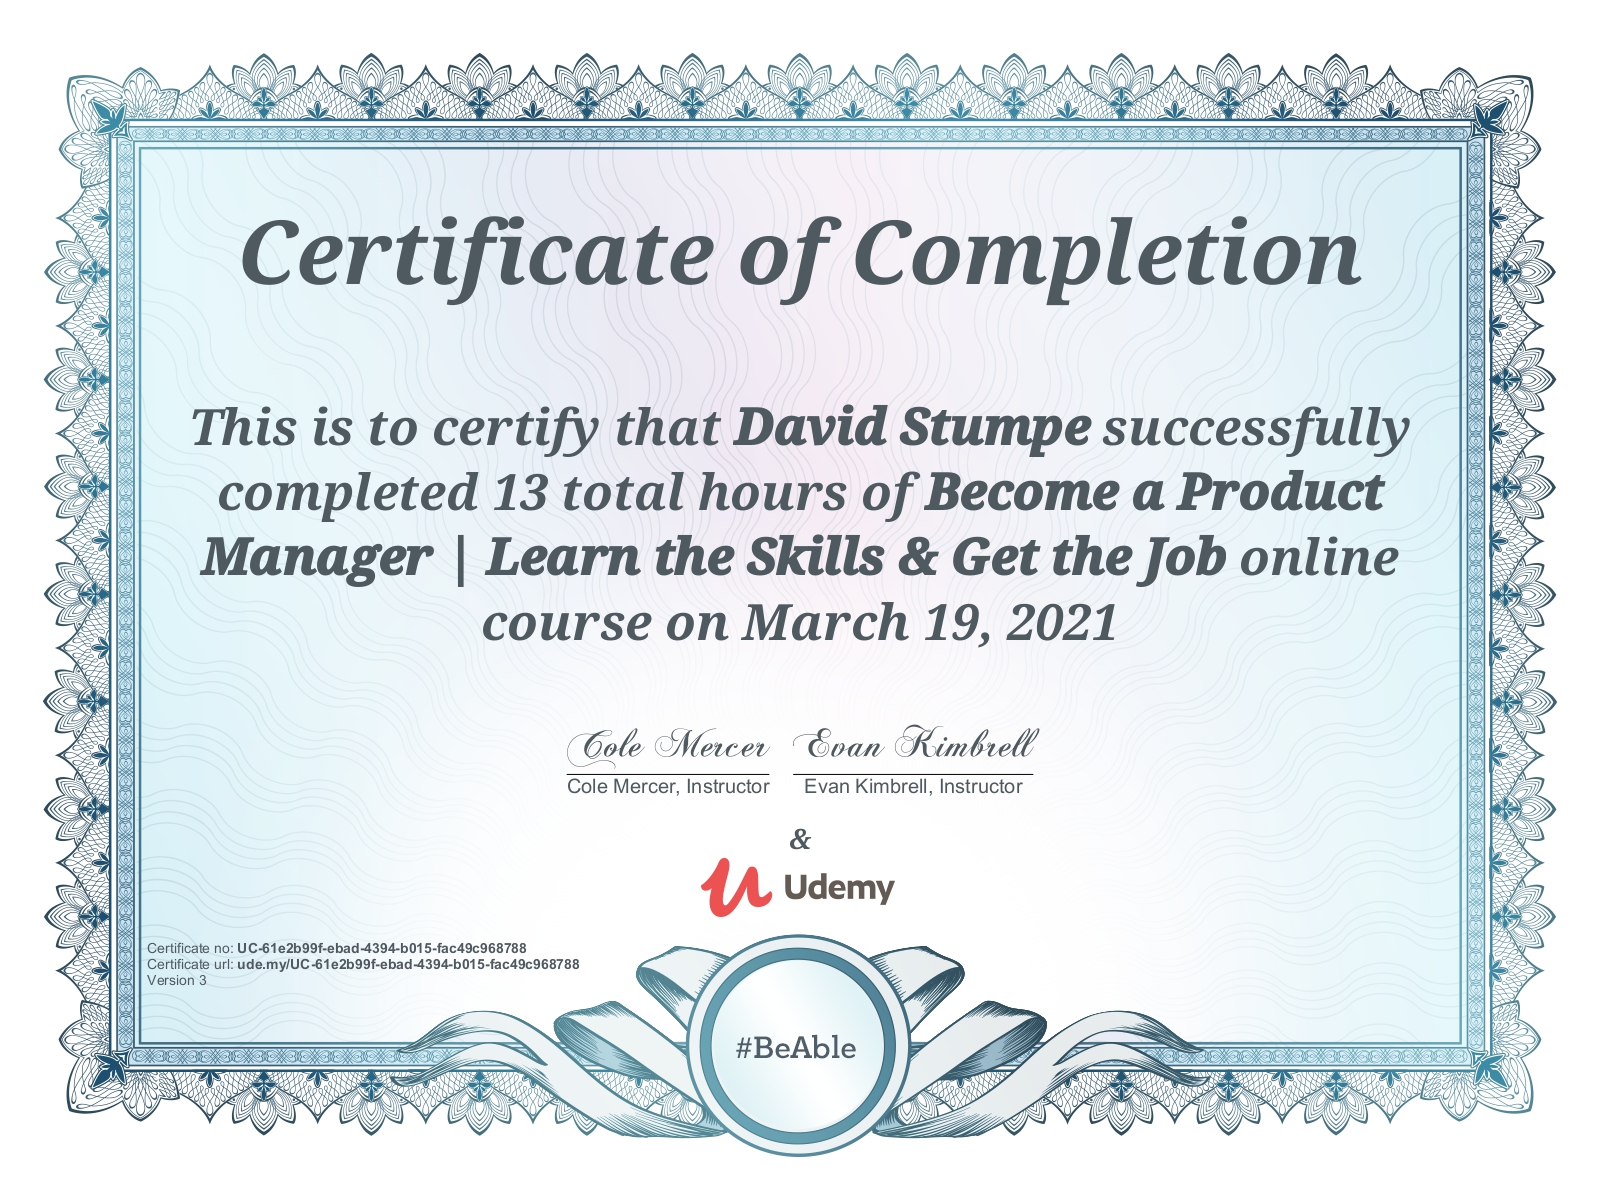 Certificate of Completion
This is to certify that David Stumpe successfully
completed 13 total hours of Become a Product
Manager | Learn the Skills & Get the Job online
course on March 19, 2021
Cole Mercer Evan Kimbrell
Cole Mercer, Instructor Evan Kimbrell, Instructor
&
Udemy
Certificate no: UC-61e2b99f-ebad-4394-b015-fac49c968788
Certificate url: ude.my/UC-61e2b99f-ebad-4394-b015-fac49c968788
Version 3
#BeAble